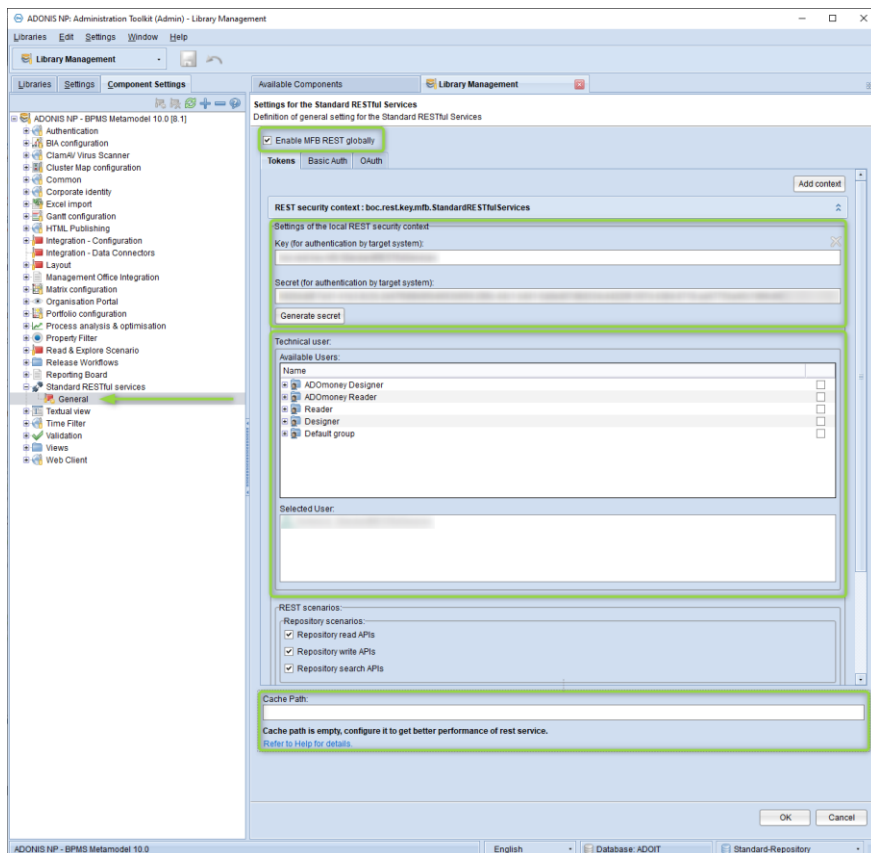 ADONIS NP: Administration Toolkit (Admin) - Library Management
Libraries Edit Settings Window Help
Library Management
Libraries Settings Component Settings
Available Components Library Management
ADONIS NP - BPMS Metamodel 10.0 [8.1]
Authentication
BIA configuration
ClamAV Virus Scanner
Cluster Map configuration
Common
Corporate identity
Excel import
Gantt configuration
HTML Publishing
Integration - Configuration
Integration - Data Connectors
Layout
Management Office Integration
Matrix configuration
Organisation Portal
Portfolio configuration
Process analysis & optimisation
Property Filter
Read & Explore Scenario
Release Workflows
Reporting Board
Standard RESTful services
General
Textual view
Time Filter
Validation
Views
Web Client
Settings for the Standard RESTful Services
Definition of general setting for the Standard RESTful Services
Enable MFB REST globally
Tokens Basic Auth OAuth
Add context
REST security context : boc.rest.key.mfb.StandardRESTfulServices
Settings of the local REST security context
Key (for authentication by target system):
Secret (for authentication by target system):
Generate secret
Technical user:
Available Users:
Name
ADOmoney Designer
ADOmoney Reader
Reader
Designer
Default group
Selected User:
REST scenarios:
Repository scenarios:
Repository read APIs
Repository write APIs
Repository search APIs
Cache Path:
Cache path is empty, configure it to get better performance of rest service.
Refer to Help for details.
OK Cancel
ADONIS NP - BPMS Metamodel 10.0 English Database: ADOIT Standard-Repository